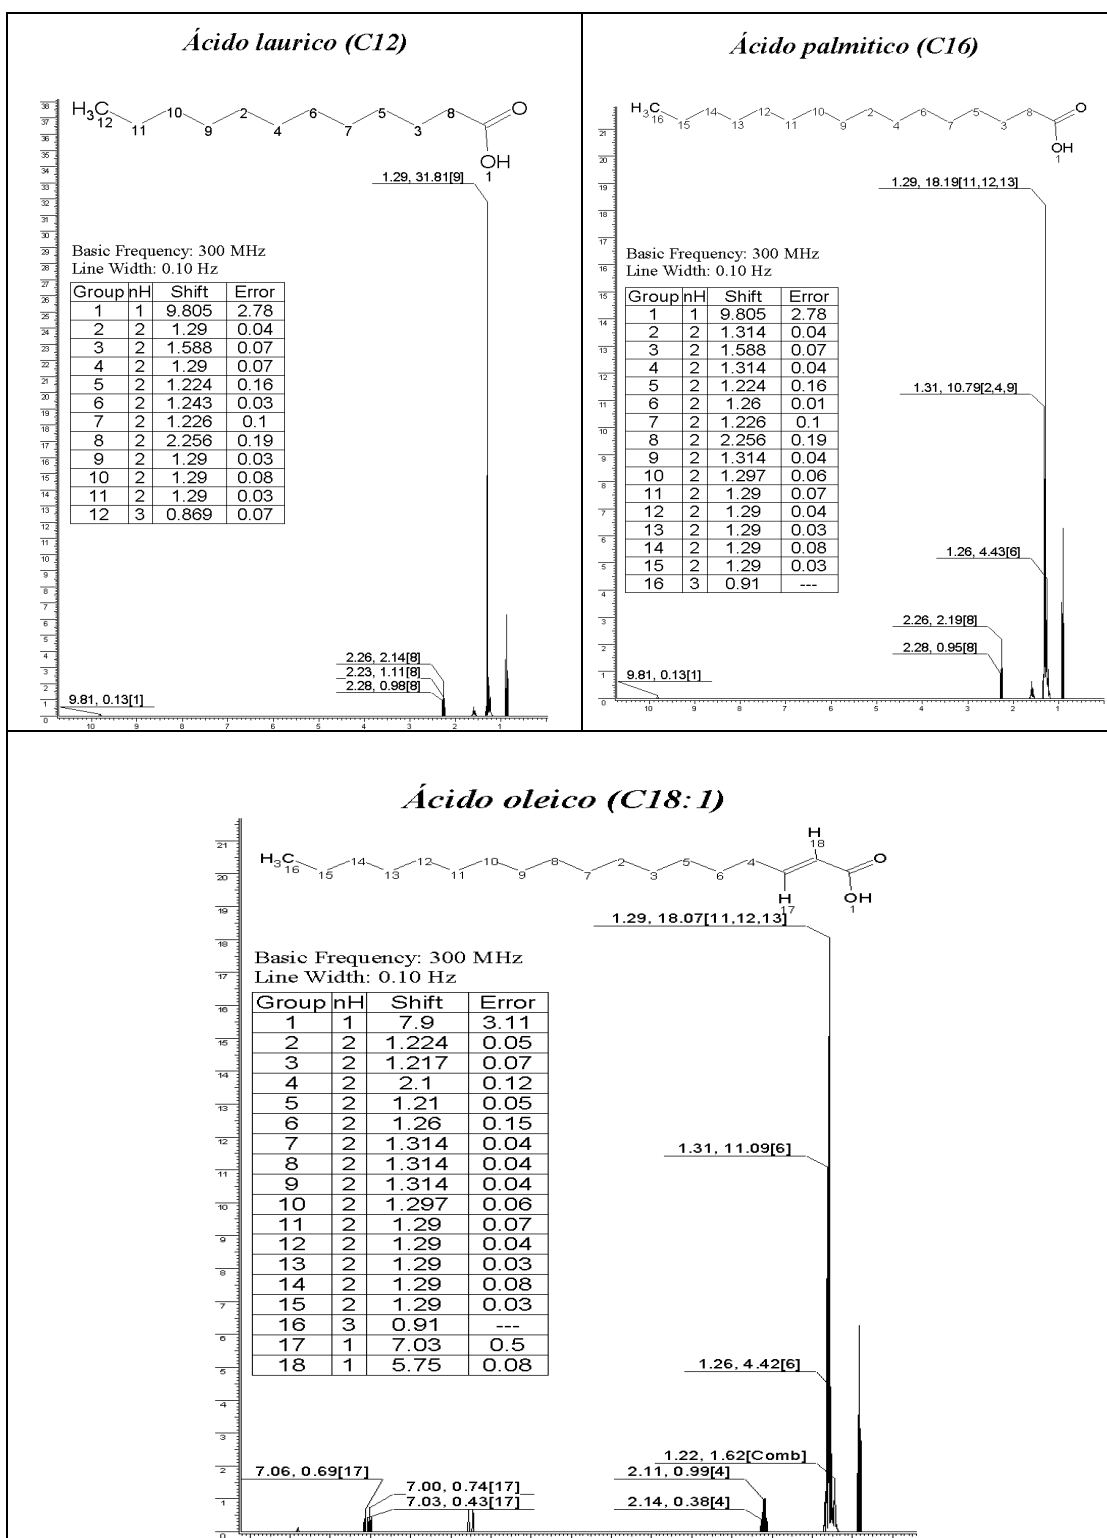 Ácido laurico (C12)
H₃C 12 11 10 9 2 4 6 7 5 3 8 O
OH
1
1.29, 31.81[9]
Basic Frequency: 300 MHz
Line Width: 0.10 Hz
Group nH Shift Error
1 1 9.805 2.78
2 2 1.29 0.04
3 2 1.588 0.07
4 2 1.29 0.07
5 2 1.224 0.16
6 2 1.243 0.03
7 2 1.226 0.1
8 2 2.256 0.19
9 2 1.29 0.03
10 2 1.29 0.08
11 2 1.29 0.03
12 3 0.869 0.07
2.26, 2.14[8]
2.23, 1.11[8]
2.28, 0.98[8]
9.81, 0.13[1]
10 9 8 7 6 5 4 3 2 1
Ácido palmitico (C16)
H₃C 16 15 14 13 12 11 10 9 2 4 6 7 5 3 8 O
OH
1
1.29, 18.19[11,12,13]
Basic Frequency: 300 MHz
Line Width: 0.10 Hz
Group nH Shift Error
1 1 9.805 2.78
2 2 1.314 0.04
3 2 1.588 0.07
4 2 1.314 0.04
5 2 1.224 0.16
6 2 1.26 0.01
7 2 1.226 0.1
8 2 2.256 0.19
9 2 1.314 0.04
10 2 1.297 0.06
11 2 1.29 0.07
12 2 1.29 0.04
13 2 1.29 0.03
14 2 1.29 0.08
15 2 1.29 0.03
16 3 0.91 ---
1.31, 10.79[2,4,9]
1.26, 4.43[6]
2.26, 2.19[8]
2.28, 0.95[8]
9.81, 0.13[1]
10 9 8 7 6 5 4 3 2 1
Ácido oleico (C18:1)
H
18
H₃C 16 15 14 13 12 11 10 9 8 7 2 3 5 6 4 O
H OH
17 1
1.29, 18.07[11,12,13]
Basic Frequency: 300 MHz
Line Width: 0.10 Hz
Group nH Shift Error
1 1 7.9 3.11
2 2 1.224 0.05
3 2 1.217 0.07
4 2 2.1 0.12
5 2 1.21 0.05
6 2 1.26 0.15
7 2 1.314 0.04
8 2 1.314 0.04
9 2 1.314 0.04
10 2 1.297 0.06
11 2 1.29 0.07
12 2 1.29 0.04
13 2 1.29 0.03
14 2 1.29 0.08
15 2 1.29 0.03
16 3 0.91 ---
17 1 7.03 0.5
18 1 5.75 0.08
1.31, 11.09[6]
1.26, 4.42[6]
1.22, 1.62[Comb]
7.06, 0.69[17]
7.00, 0.74[17]
7.03, 0.43[17]
2.11, 0.99[4]
2.14, 0.38[4]